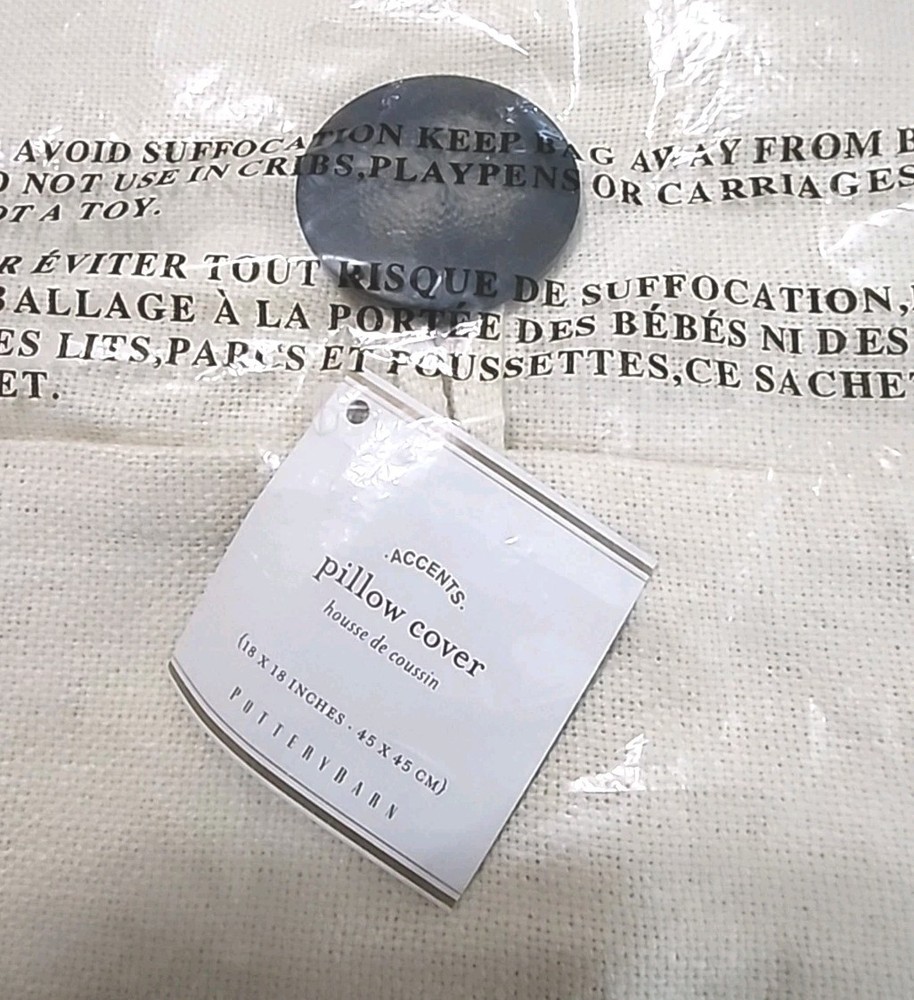 AVOID SUFFOCATION KEEP BAG AWAY FROM
NOT USE IN CRIBS,PLAYPENS OR CARRIAGES
A TOY.
ÉVITER TOUT RISQUE DE SUFFOCATION,
BALLAGE À LA PORTÉE DES BÉBÉS NI DES
ES LITS,PARCS ET POUSSETTES,CE SACHET
ET.
.ACCENTS.
pillow cover
housse de coussin
(18 X 18 INCHES · 45 X 45 CM)
POTTERYBARN